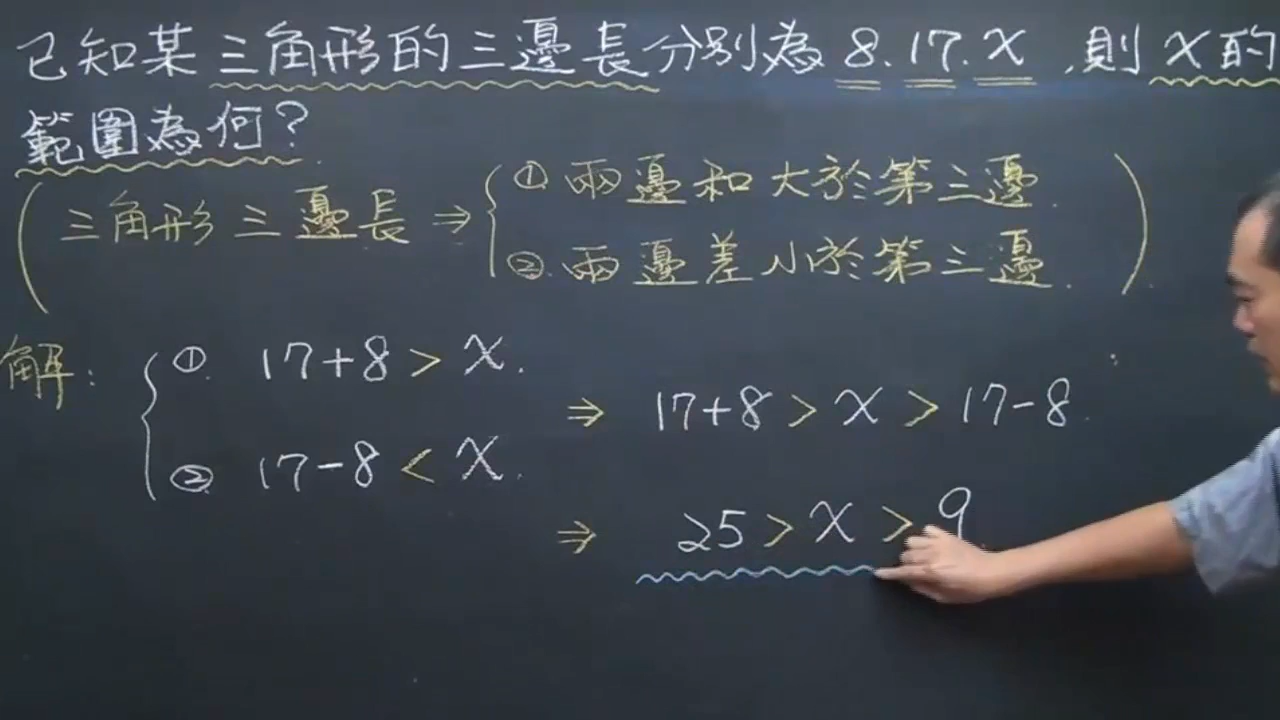 已知某三角形的三邊長分別為8.17.x,則x的
範圍為何?
(三角形三邊長⇒{①兩邊和大於第三邊.
②兩邊差小於第三邊.)
解:{①. 17+8>x.
②. 17-8<x.
⇒ 17+8>x>17-8.
⇒ 25>x>9